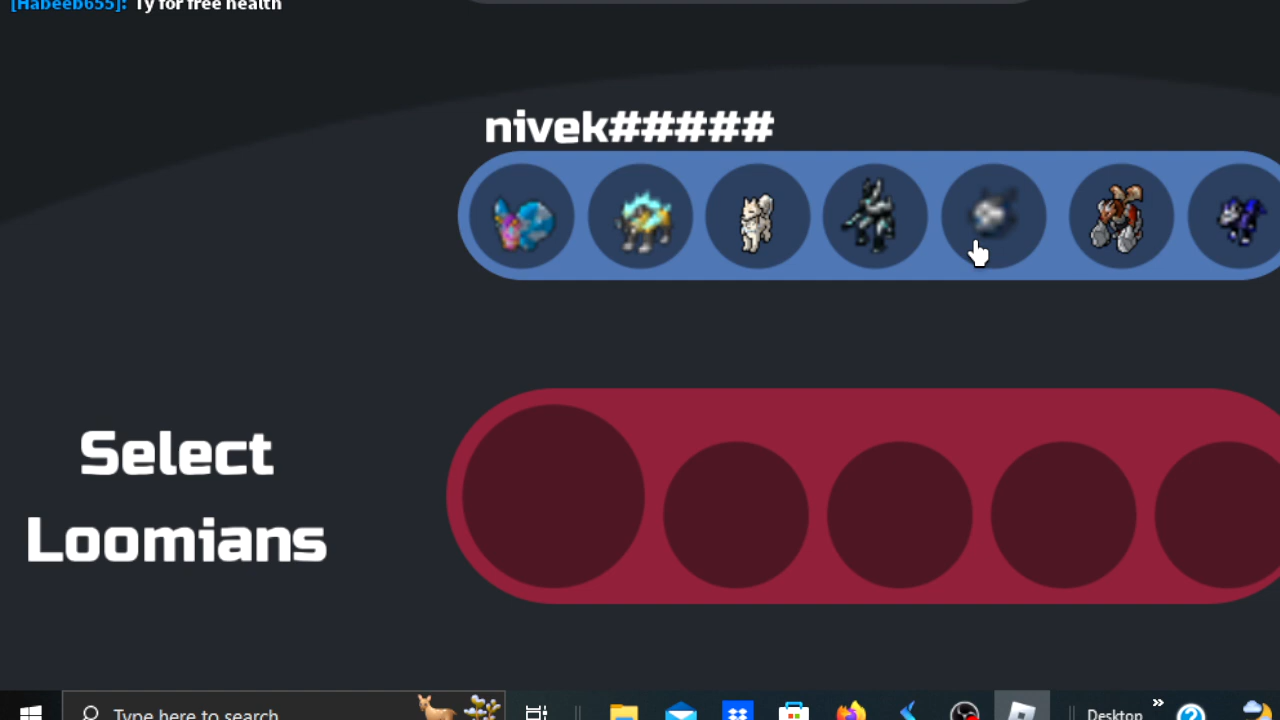 [Habeeb655]: Ty for free health
nivek#####
Select
Loomians
Type here to search
Desktop
»